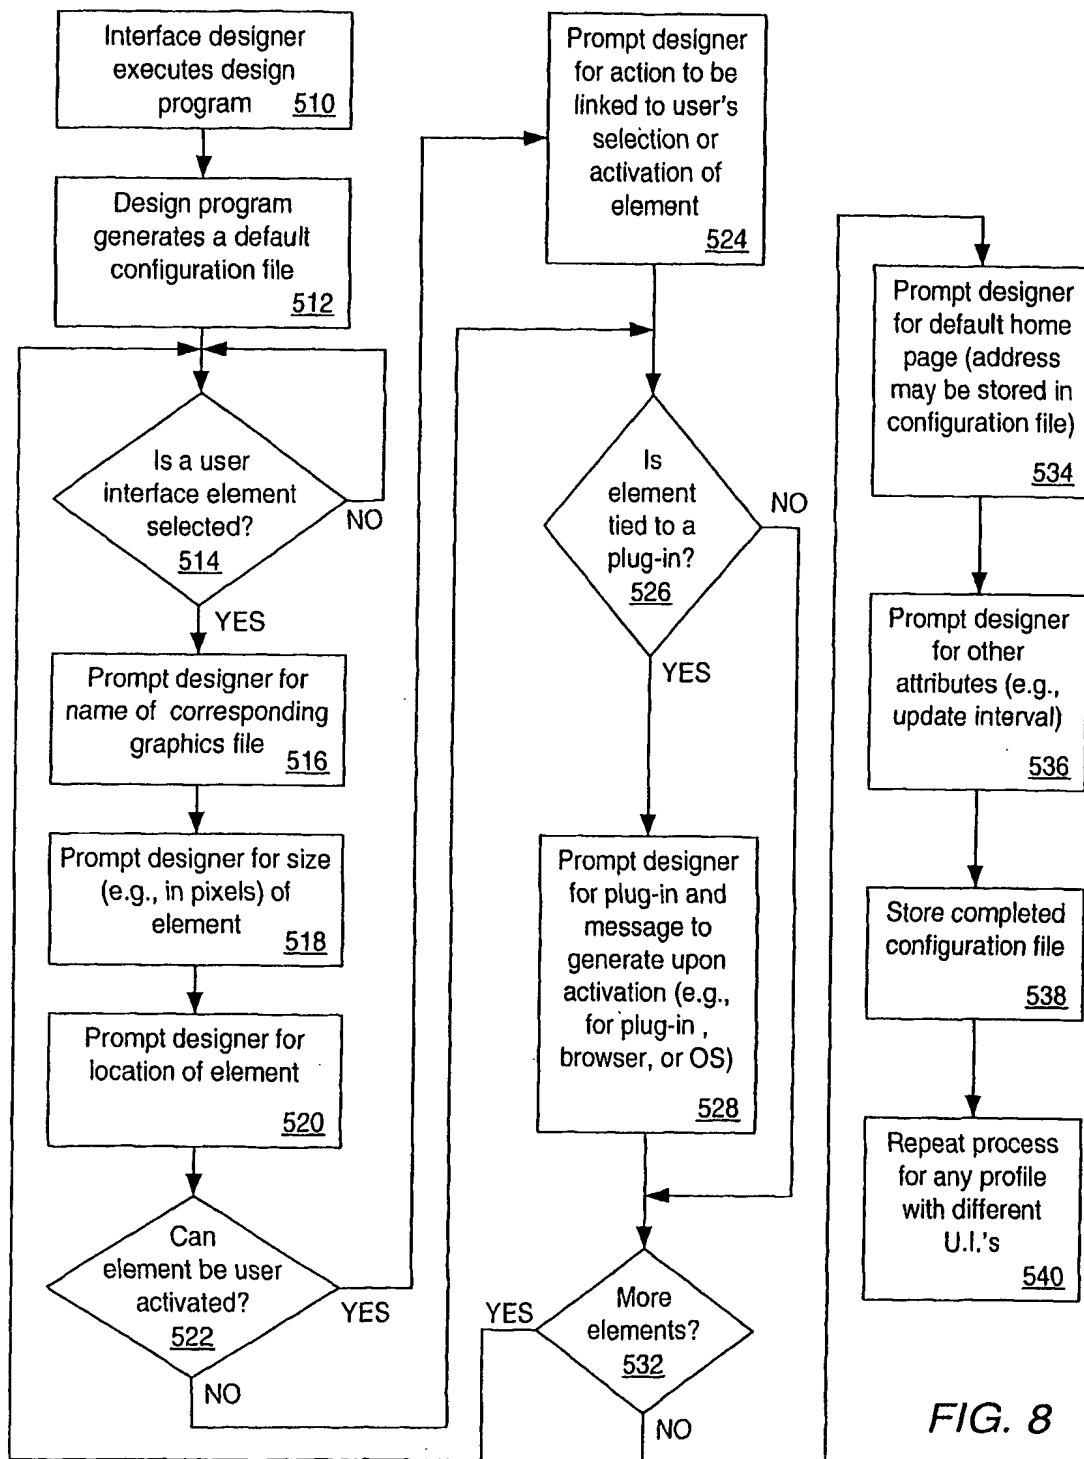 Interface designer
executes design
program 510
Design program
generates a default
configuration file
512
Is a user
interface element
selected?
514
NO
YES
Prompt designer for
name of corresponding
graphics file
516
Prompt designer for size
(e.g., in pixels) of
element
518
Prompt designer for
location of element
520
Can
element be user
activated?
522
YES
NO
Prompt designer
for action to be
linked to user's
selection or
activation of
element
524
Is
element
tied to a
plug-in?
526
NO
YES
Prompt designer
for plug-in and
message to
generate upon
activation (e.g.,
for plug-in ,
browser, or OS)
528
More
elements?
532
YES
NO
Prompt designer
for default home
page (address
may be stored in
configuration file)
534
Prompt designer
for other
attributes (e.g.,
update interval)
536
Store completed
configuration file
538
Repeat process
for any profile
with different
U.I.'s
540
FIG. 8